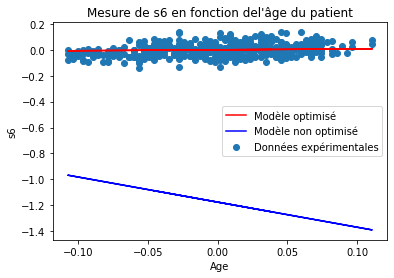 Mesure de s6 en fonction del'âge du patient
s6
0.2
0.0
−0.2
−0.4
−0.6
−0.8
−1.0
−1.2
−1.4
Modèle optimisé
Modèle non optimisé
Données expérimentales
−0.10
−0.05
0.00
0.05
0.10
Age